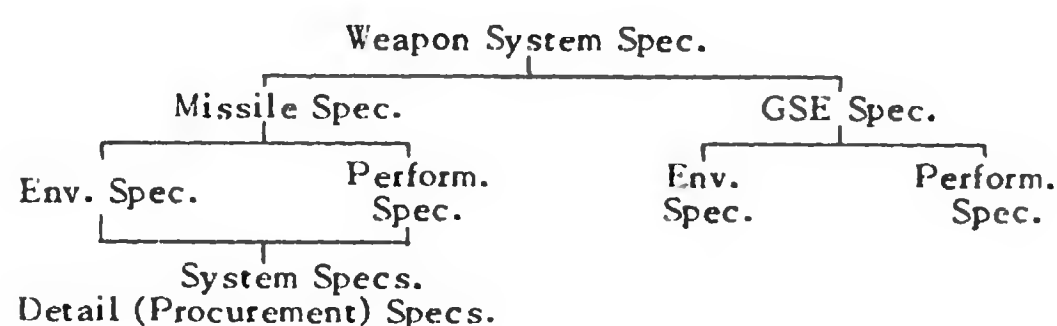 Weapon System Spec.
Missile Spec.
GSE Spec.
Env. Spec.
Perform.
Spec.
Env.
Spec.
Perform.
Spec.
System Specs.
Detail (Procurement) Specs.